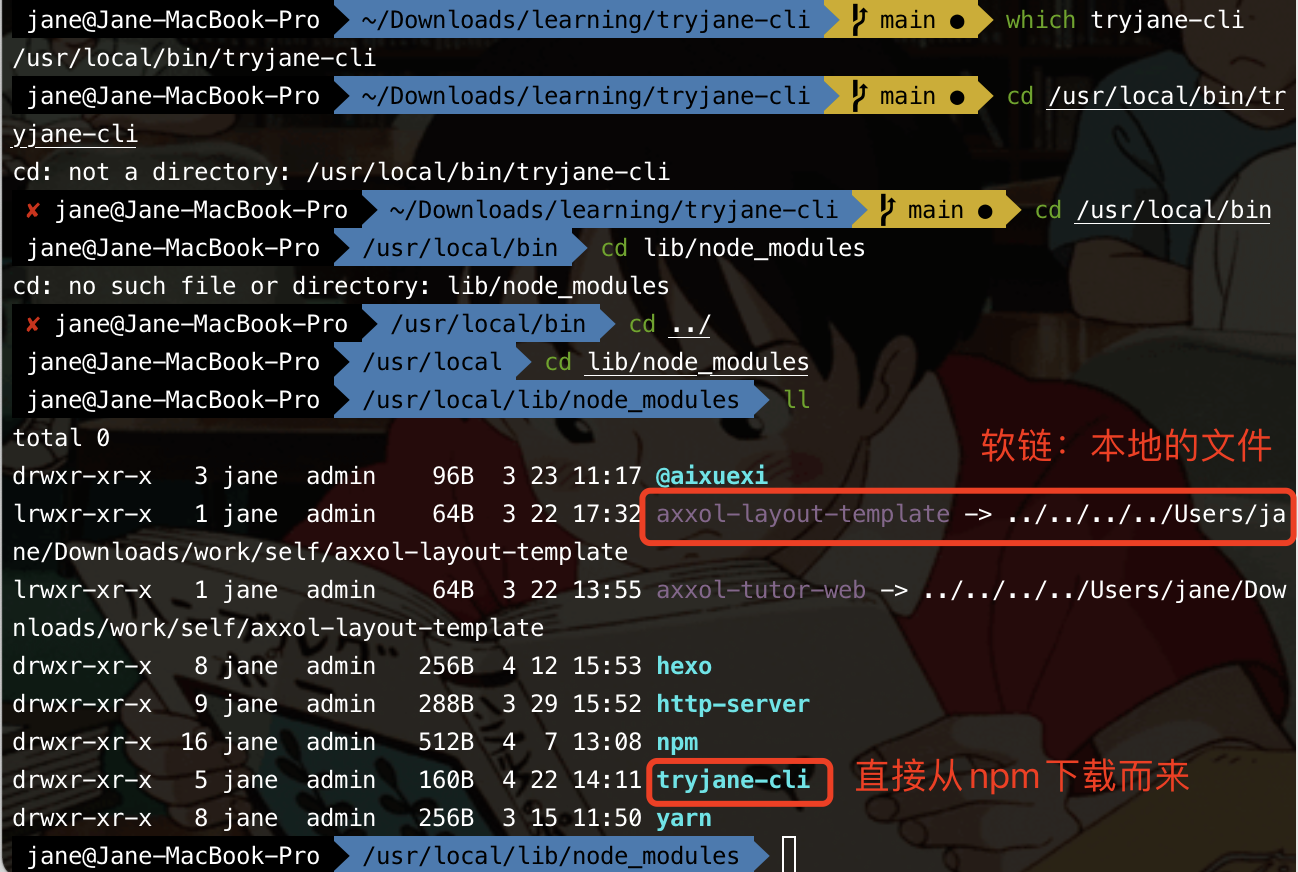 jane@Jane-MacBook-Pro ~/Downloads/learning/tryjane-cli main ● which tryjane-cli
/usr/local/bin/tryjane-cli
jane@Jane-MacBook-Pro ~/Downloads/learning/tryjane-cli main ● cd /usr/local/bin/tr
yjane-cli
cd: not a directory: /usr/local/bin/tryjane-cli
✘ jane@Jane-MacBook-Pro ~/Downloads/learning/tryjane-cli main ● cd /usr/local/bin
jane@Jane-MacBook-Pro /usr/local/bin cd lib/node_modules
cd: no such file or directory: lib/node_modules
✘ jane@Jane-MacBook-Pro /usr/local/bin cd ../
jane@Jane-MacBook-Pro /usr/local cd lib/node_modules
jane@Jane-MacBook-Pro /usr/local/lib/node_modules ll
total 0
软链：本地的文件
drwxr-xr-x 3 jane admin 96B 3 23 11:17 @aixuexi
lrwxr-xr-x 1 jane admin 64B 3 22 17:32 axxol-layout-template -> ../../../../Users/ja
ne/Downloads/work/self/axxol-layout-template
lrwxr-xr-x 1 jane admin 64B 3 22 13:55 axxol-tutor-web -> ../../../../Users/jane/Dow
nloads/work/self/axxol-layout-template
drwxr-xr-x 8 jane admin 256B 4 12 15:53 hexo
drwxr-xr-x 9 jane admin 288B 3 29 15:52 http-server
drwxr-xr-x 16 jane admin 512B 4 7 13:08 npm
drwxr-xr-x 5 jane admin 160B 4 22 14:11 tryjane-cli 直接从npm下载而来
drwxr-xr-x 8 jane admin 256B 3 15 11:50 yarn
jane@Jane-MacBook-Pro /usr/local/lib/node_modules